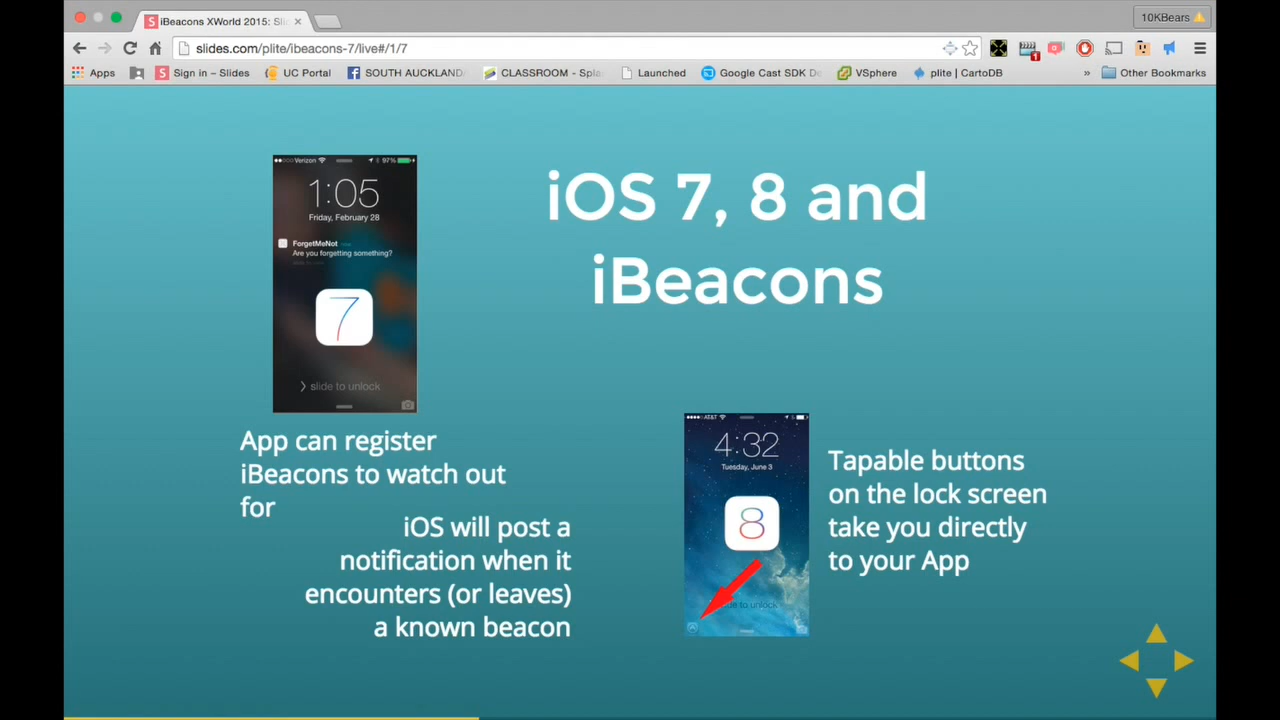 iBeacons XWorld 2015: Sli
10KBears
slides.com/plite/ibeacons-7/live#/1/7
1
Apps
Sign in – Slides
UC Portal
SOUTH AUCKLAND
CLASSROOM - Spla
Launched
Google Cast SDK De
VSphere
plite | CartoDB
»
Other Bookmarks
iOS 7, 8 and
iBeacons
Verizon
97%
1:05
Friday, February 28
ForgetMeNot
Are you forgetting something?
7
slide to unlock
App can register
iBeacons to watch out
for
iOS will post a
notification when it
encounters (or leaves)
a known beacon
AT&T
4:32
Tuesday, June 3
8
ide to unlock
Tapable buttons
on the lock screen
take you directly
to your App